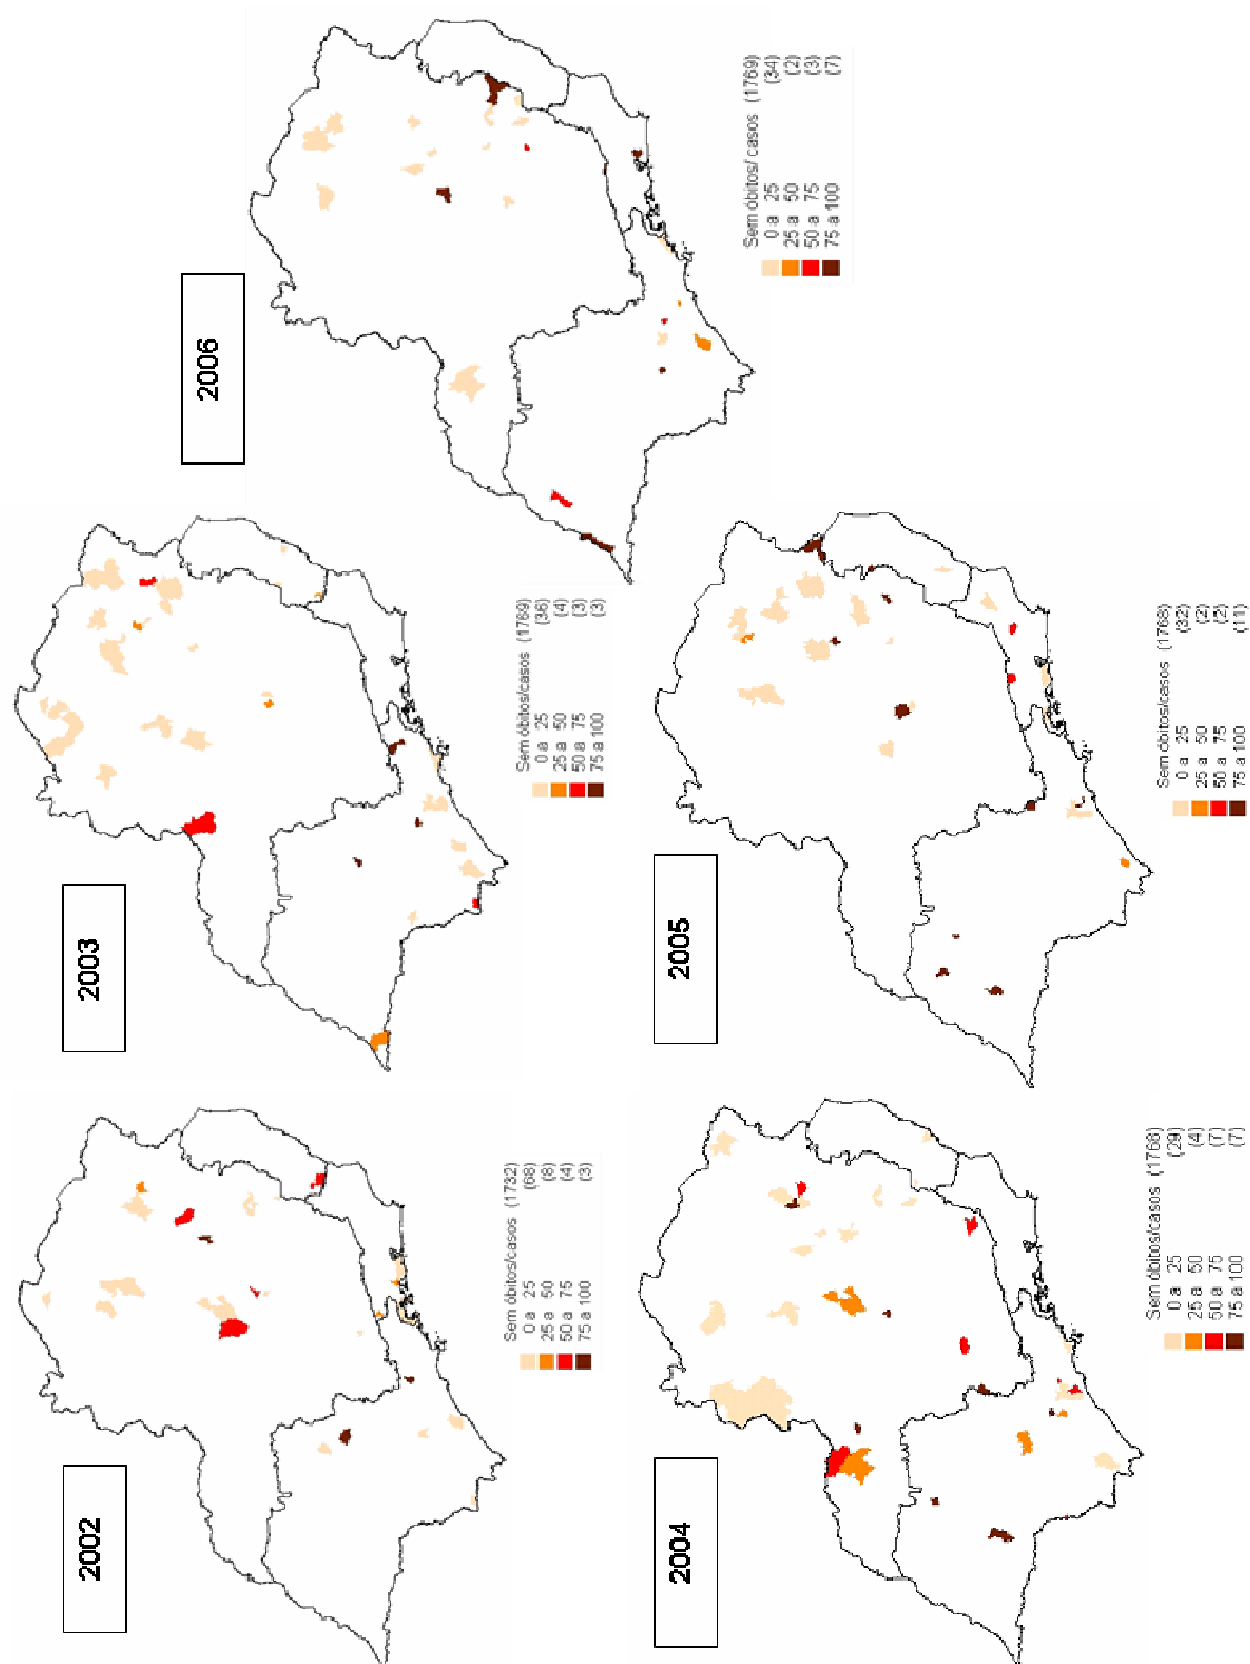 2002
Sem óbitos/casos (1732)
0 a 25 (68)
25 a 50 (8)
50 a 75 (4)
75 a 100 (3)
2003
Sem óbitos/casos (1769)
0 a 25 (36)
25 a 50 (4)
50 a 75 (3)
75 a 100 (3)
2006
Sem óbitos/casos (1769)
0 a 25 (34)
25 a 50 (2)
50 a 75 (3)
75 a 100 (7)
2004
Sem óbitos/casos (1768)
0 a 25 (29)
25 a 50 (4)
50 a 75 (7)
75 a 100 (7)
2005
Sem óbitos/casos (1768)
0 a 25 (32)
25 a 50 (2)
50 a 75 (2)
75 a 100 (11)